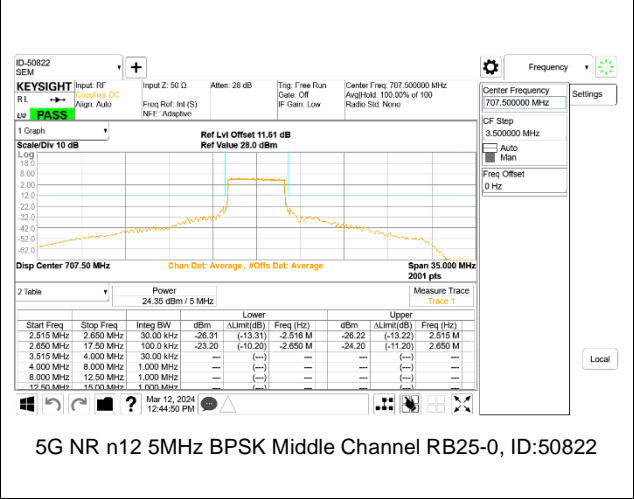 ID-50822
SEM
Frequency
KEYSIGHT Input: RF Input Z: 50 Ω Atten: 28 dB Trig: Free Run Center Freq: 707.500000 MHz
RL Coupling: DC Gate: Off Avg|Hold: 100.00% of 100
Align: Auto Freq Ref: Int (S) IF Gain: Low Radio Std: None
PASS NFE: Adaptive
Center Frequency
707.500000 MHz
Settings
CF Step
3.500000 MHz
Auto
Man
Freq Offset
0 Hz
1 Graph Ref Lvl Offset 11.61 dB
Scale/Div 10 dB Ref Value 28.0 dBm
Log
18.0
8.00
2.00
-12.0
-22.0
-32.0
-42.0
-52.0
-62.0
Disp Center 707.50 MHz Chan Det: Average , #Offs Det: Average Span 35.000 MHz
2001 pts
2 Table Power Measure Trace
24.35 dBm / 5 MHz Trace 1
Lower Upper
Start Freq Stop Freq Integ BW dBm ΔLimit(dB) Freq (Hz) dBm ΔLimit(dB) Freq (Hz)
2.515 MHz 2.650 MHz 30.00 kHz -26.31 (-13.31) -2.516 M -26.22 (-13.22) 2.515 M
2.650 MHz 17.50 MHz 100.0 kHz -23.20 (-10.20) -2.650 M -24.20 (-11.20) 2.650 M
3.515 MHz 4.000 MHz 30.00 kHz --- (---) --- --- (---) ---
4.000 MHz 8.000 MHz 1.000 MHz --- (---) --- --- (---) ---
8.000 MHz 12.50 MHz 1.000 MHz --- (---) --- --- (---) ---
12.50 MHz 15.00 MHz 1.000 MHz --- (---) --- --- (---) ---
Local
? Mar 12, 2024
12:44:50 PM
5G NR n12 5MHz BPSK Middle Channel RB25-0, ID:50822